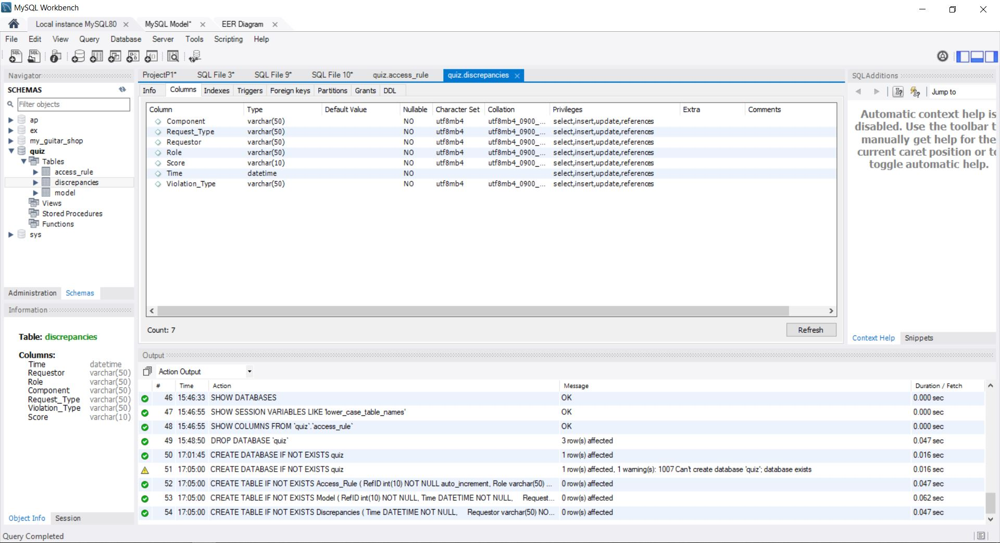 MySQL Workbench
Local instance MySQL80
MySQL Model*
EER Diagram
File Edit View Query Database Server Tools Scripting Help
Navigator
SCHEMAS
Filter objects
ap
ex
my_guitar_shop
quiz
Tables
access_rule
discrepancies
model
Views
Stored Procedures
Functions
sys
Administration Schemas
Information
Table: discrepancies
Columns:
Time datetime
Requestor varchar(50)
Role varchar(50)
Component varchar(50)
Request_Type varchar(50)
Violation_Type varchar(50)
Score varchar(10)
Object Info Session
ProjectP1* SQL File 3* SQL File 9* SQL File 10* quiz.access_rule quiz.discrepancies
Info Columns Indexes Triggers Foreign keys Partitions Grants DDL
Column Type Default Value Nullable Character Set Collation Privileges Extra Comments
Component varchar(50) NO utf8mb4 utf8mb4_0900_... select,insert,update,references
Request_Type varchar(50) NO utf8mb4 utf8mb4_0900_... select,insert,update,references
Requestor varchar(50) NO utf8mb4 utf8mb4_0900_... select,insert,update,references
Role varchar(50) NO utf8mb4 utf8mb4_0900_... select,insert,update,references
Score varchar(10) NO utf8mb4 utf8mb4_0900_... select,insert,update,references
Time datetime NO select,insert,update,references
Violation_Type varchar(50) NO utf8mb4 utf8mb4_0900_... select,insert,update,references
Count: 7
Refresh
SQLAdditions
Jump to
Automatic context help is
disabled. Use the toolbar t
manually get help for the
current caret position or to
toggle automatic help.
Context Help Snippets
Output
Action Output
# Time Action Message Duration / Fetch
46 15:46:33 SHOW DATABASES OK 0.000 sec
47 15:46:55 SHOW SESSION VARIABLES LIKE 'lower_case_table_names' OK 0.000 sec
48 15:46:55 SHOW COLUMNS FROM `quiz`.`access_rule` OK 0.000 sec
49 15:48:50 DROP DATABASE `quiz` 3 row(s) affected 0.047 sec
50 17:01:45 CREATE DATABASE IF NOT EXISTS quiz 1 row(s) affected 0.016 sec
51 17:05:00 CREATE DATABASE IF NOT EXISTS quiz 1 row(s) affected, 1 warning(s): 1007 Can't create database 'quiz'; database exists 0.016 sec
52 17:05:00 CREATE TABLE IF NOT EXISTS Access_Rule ( RefID int(10) NOT NULL auto_increment, Role varchar(50) ... 0 row(s) affected 0.047 sec
53 17:05:00 CREATE TABLE IF NOT EXISTS Model ( RefID int(10) NOT NULL, Time DATETIME NOT NULL, Request... 0 row(s) affected 0.062 sec
54 17:05:00 CREATE TABLE IF NOT EXISTS Discrepancies ( Time DATETIME NOT NULL, Requestor varchar(50) NO... 0 row(s) affected 0.047 sec
Query Completed